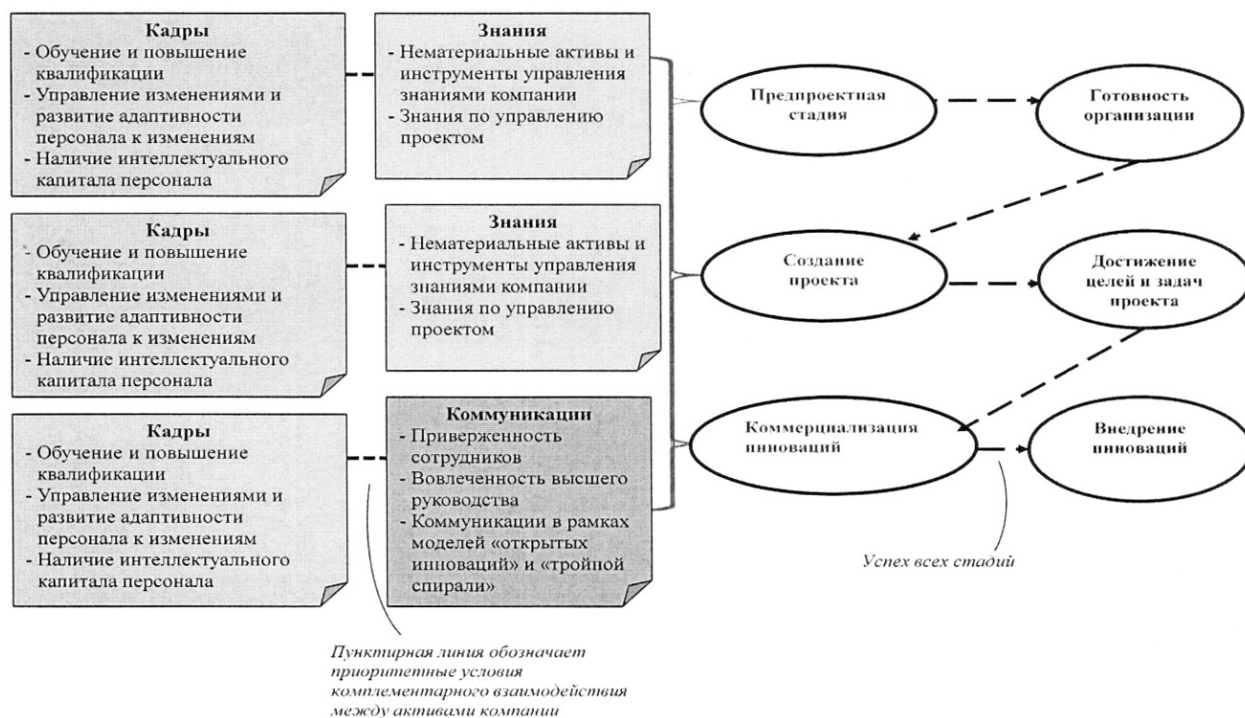 Кадры
- Обучение и повышение
квалификации
- Управление изменениями и
развитие адаптивности
персонала к изменениям
- Наличие интеллектуального
капитала персонала
Знания
- Нематериальные активы и
инструменты управления
знаниями компании
- Знания по управлению
проектом
Предпроектная
стадия
Готовность
организации
Кадры
- Обучение и повышение
квалификации
- Управление изменениями и
развитие адаптивности
персонала к изменениям
- Наличие интеллектуального
капитала персонала
Знания
- Нематериальные активы и
инструменты управления
знаниями компании
- Знания по управлению
проектом
Создание
проекта
Достижение
целей и задач
проекта
Кадры
- Обучение и повышение
квалификации
- Управление изменениями и
развитие адаптивности
персонала к изменениям
- Наличие интеллектуального
капитала персонала
Коммуникации
- Приверженность
сотрудников
- Вовлеченность высшего
руководства
- Коммуникации в рамках
моделей «открытых
инноваций» и «тройной
спирали»
Коммерциализация
инноваций
Внедрение
инноваций
Успех всех стадий
Пунктирная линия обозначает
приоритетные условия
комплементарного взаимодействия
между активами компании